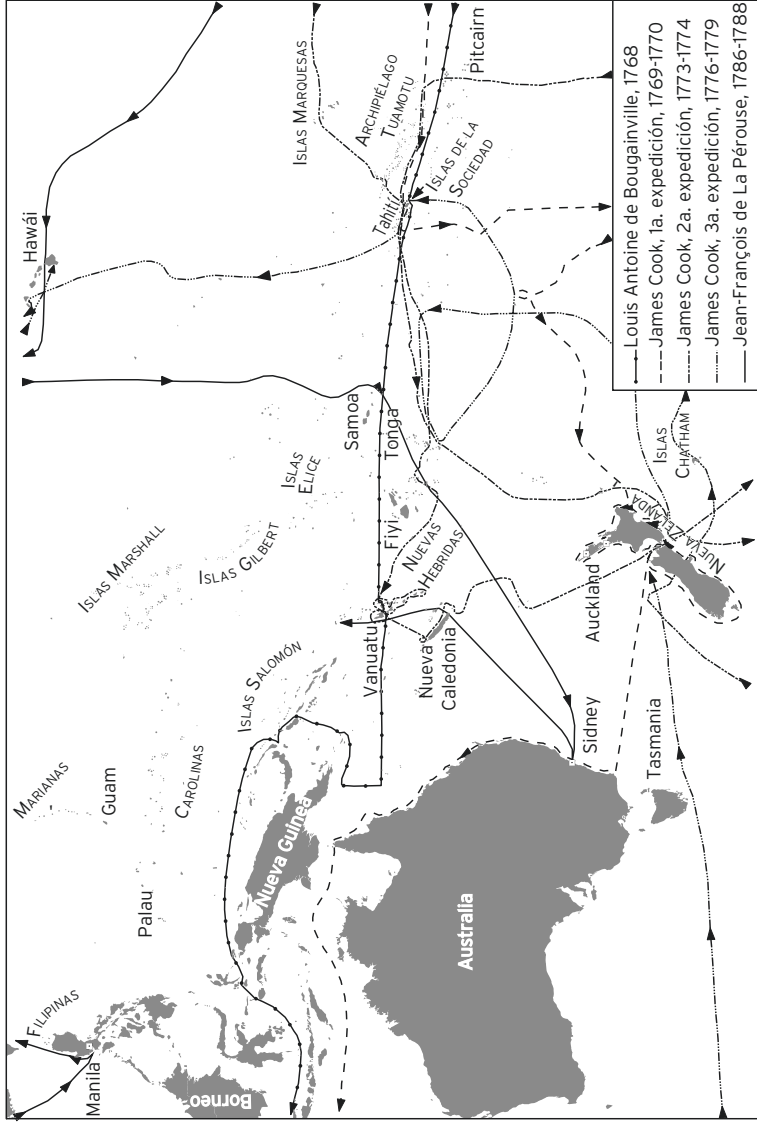 Hawái
ISLAS MARQUESAS
ARCHIPIÉLAGO
TUAMOTU
Tahití
ISLAS DE LA
SOCIEDAD
Pitcairn
MARIANAS
Guam
ISLAS MARSHALL
ISLAS GILBERT
ISLAS
ELICE
Samoa
Tonga
FILIPINAS
Manila
Palau
CAROLINAS
ISLAS SALOMÓN
Fiyi
NUEVAS
HEBRIDAS
Vanuatu
Nueva
Caledonia
Borneo
Nueva Guinea
Australia
Sidney
Tasmania
Auckland
NUEVA ZELANDA
ISLAS
CHATHAM
Louis Antoine de Bougainville, 1768
James Cook, 1a. expedición, 1769-1770
James Cook, 2a. expedición, 1773-1774
James Cook, 3a. expedición, 1776-1779
Jean-François de La Pérouse, 1786-1788